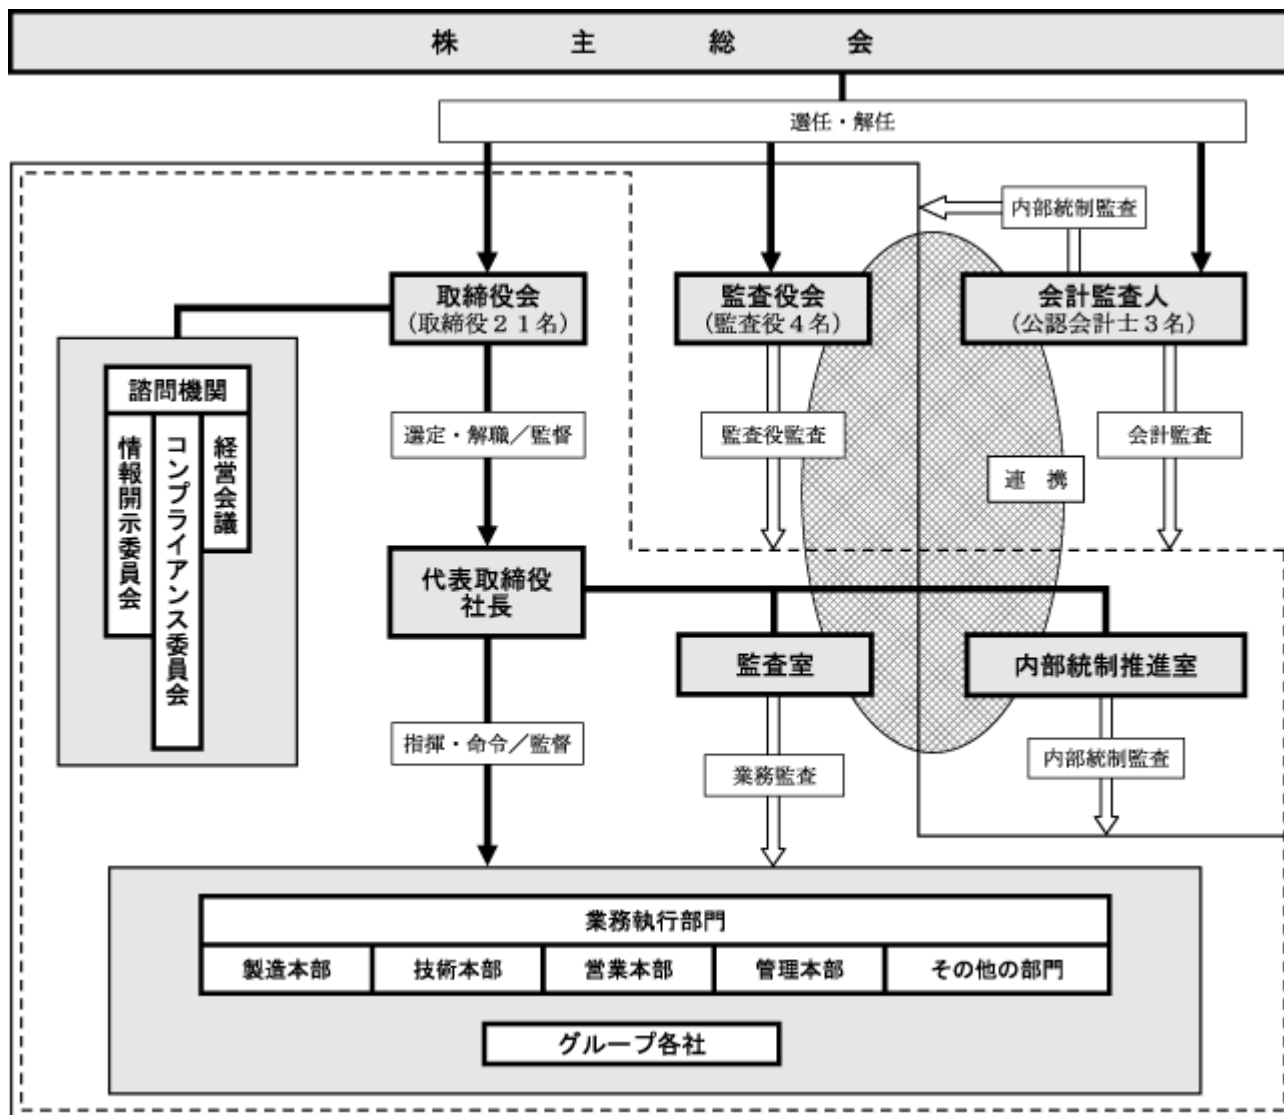 株主総会
選任・解任
内部統制監査
取締役会
(取締役21名)
監査役会
(監査役4名)
会計監査人
(公認会計士3名)
諮問機関
経営会議
コンプライアンス委員会
情報開示委員会
選定・解職/監督
監査役監査
会計監査
連 携
代表取締役
社長
監査室
内部統制推進室
指揮・命令/監督
業務監査
内部統制監査
業務執行部門
製造本部
技術本部
営業本部
管理本部
その他の部門
グループ各社